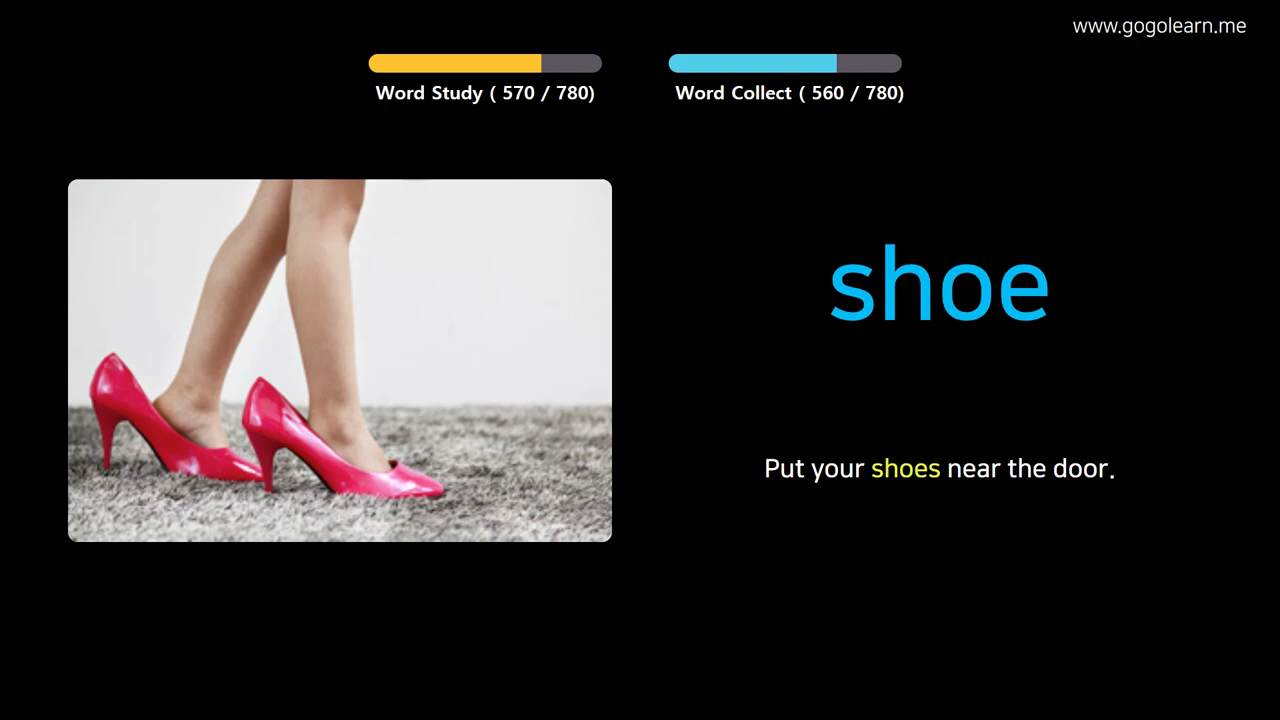 www.gogolearn.me
Word Study ( 570 / 780)
Word Collect ( 560 / 780)
shoe
Put your shoes near the door.